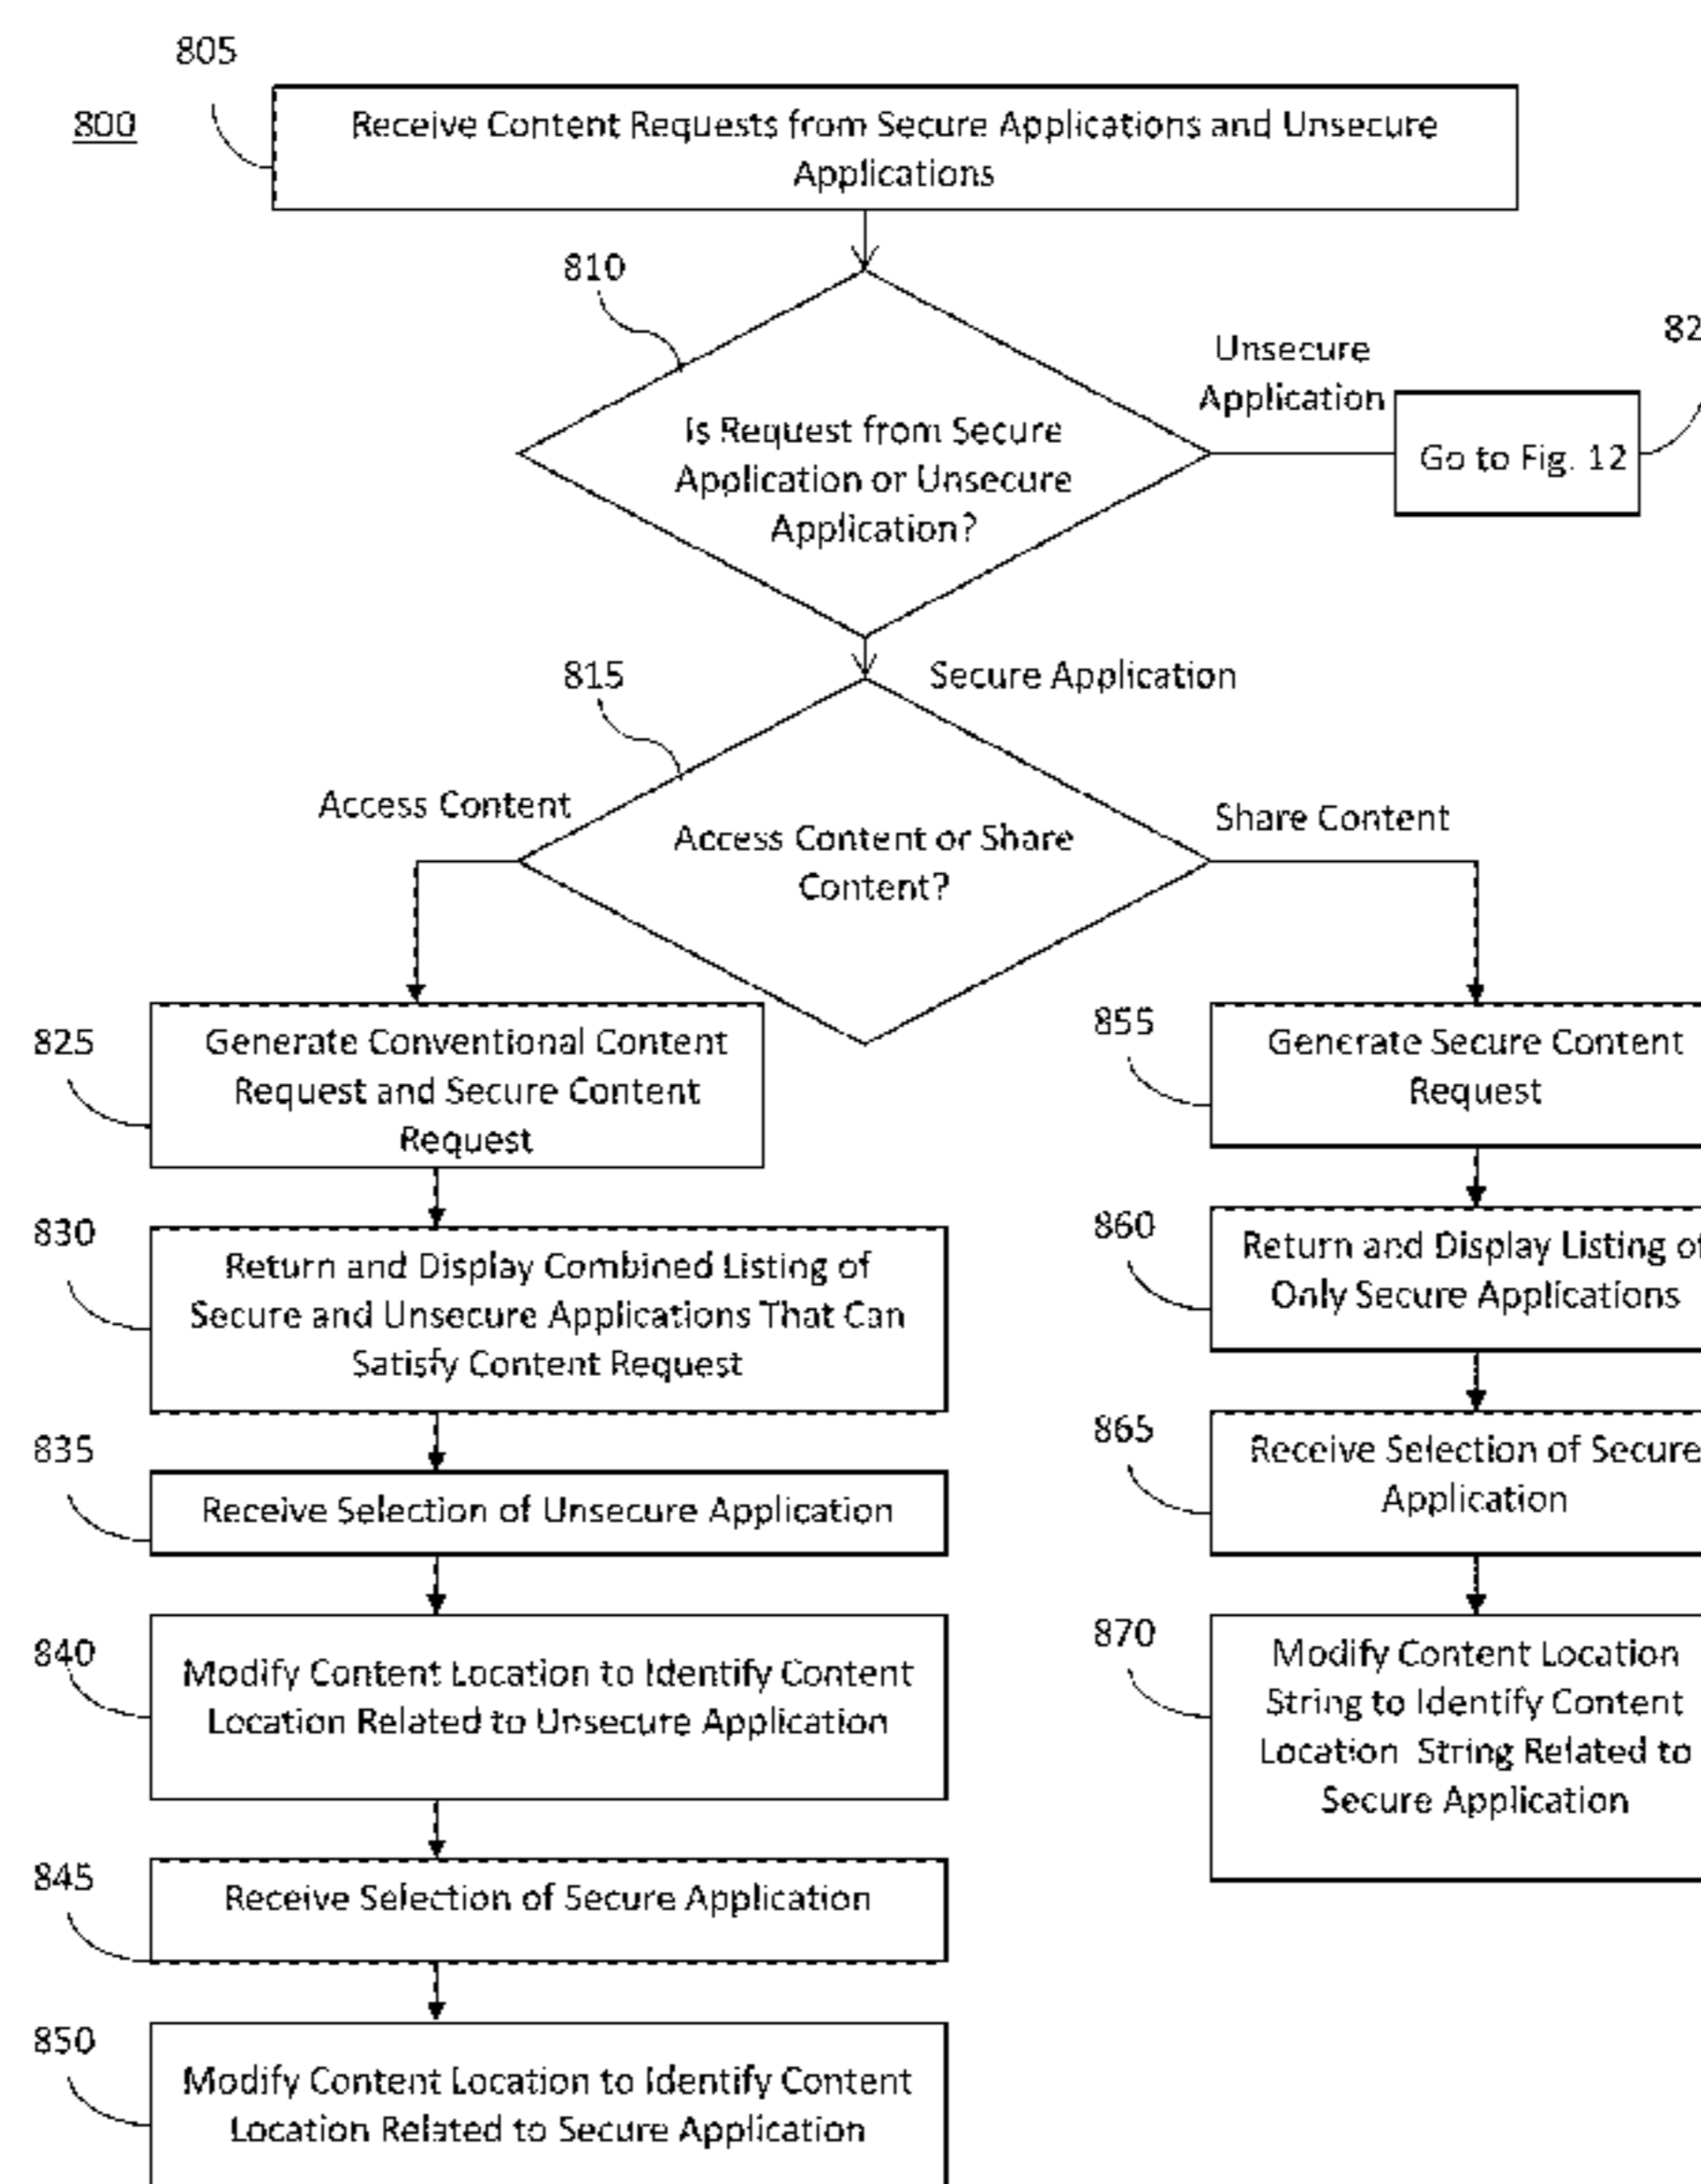 805
800
Receive Content Requests from Secure Applications and Unsecure
Applications
810
Unsecure
Application
Is Request from Secure
Application or Unsecure
Application?
Go to Fig. 12
815
Secure Application
Access Content
Share Content
Access Content or Share
Content?
825
Generate Conventional Content
Request and Secure Content
Request
830
Return and Display Combined Listing of
Secure and Unsecure Applications That Can
Satisfy Content Request
835
Receive Selection of Unsecure Application
840
Modify Content Location to Identify Content
Location Related to Unsecure Application
845
Receive Selection of Secure Application
850
Modify Content Location to Identify Content
Location Related to Secure Application
855
Generate Secure Content
Request
860
Return and Display Listing of
Only Secure Applications
865
Receive Selection of Secure
Application
870
Modify Content Location
String to Identify Content
Location String Related to
Secure Application